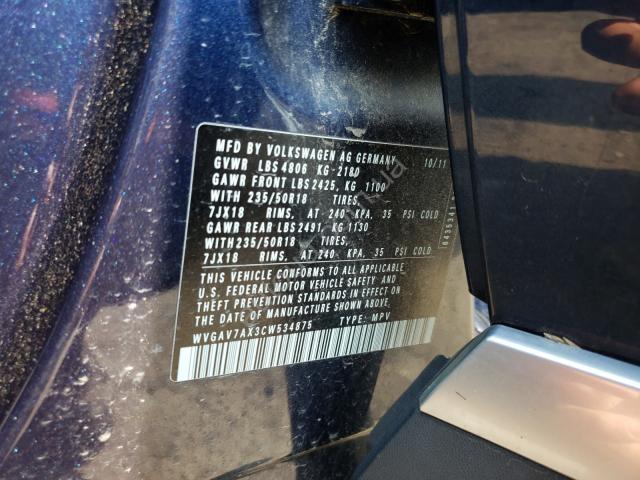 MFD BY VOLKSWAGEN AG GERMANY 10/11
GVWR LBS 4806 KG-2180
GAWR FRONT LBS 2425, KG 1100
WITH 235/50R18 TIRES,
7JX18 RIMS, AT 240 KPA, 35 PSI COLD
GAWR REAR LBS 2491, KG 1130
WITH 235/50R18 TIRES,
7JX18 RIMS, AT 240 KPA, 35 PSI COLD
THIS VEHICLE CONFORMS TO ALL APPLICABLE
U.S. FEDERAL MOTOR VEHICLE SAFETY AND
THEFT PREVENTION STANDARDS IN EFFECT ON
THE DATE OF MANUFACTURE SHOWN ABOVE.
WVGAV7AX3CW534875 TYPE: MPV